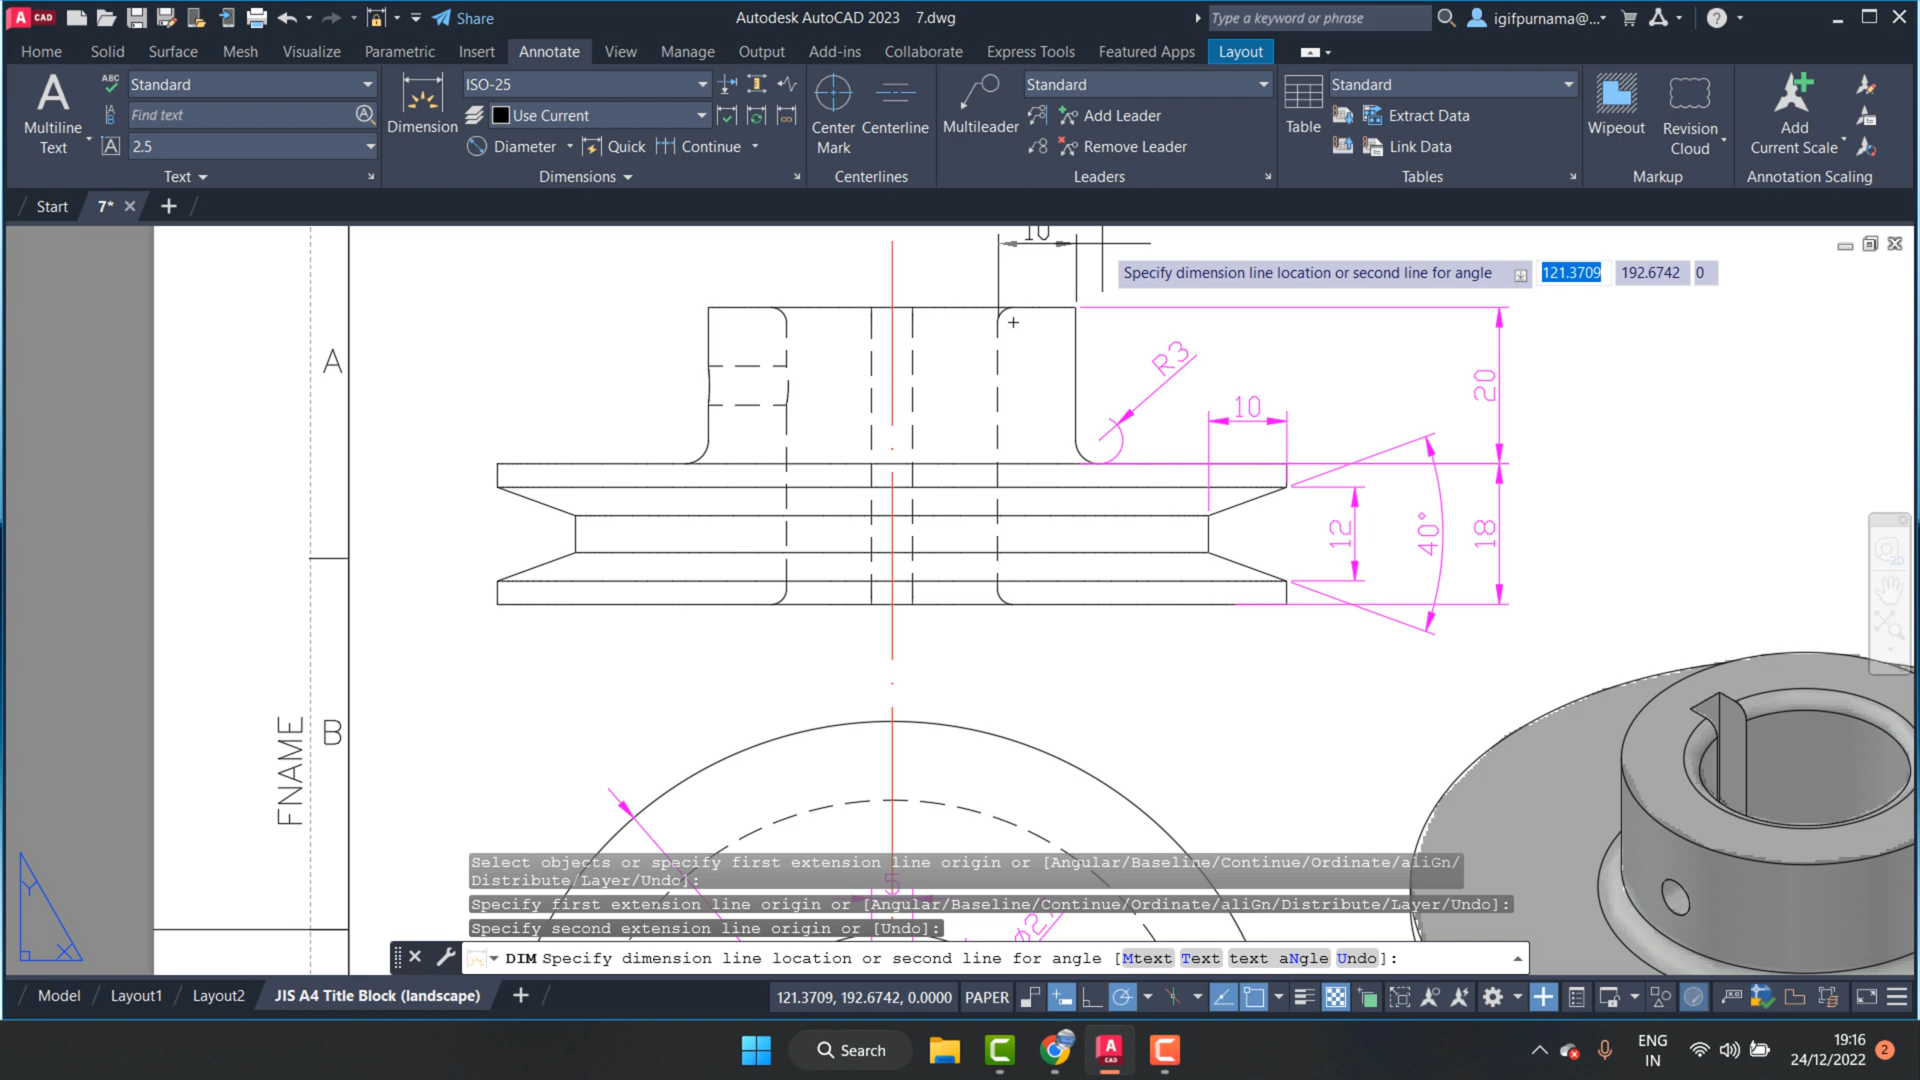 A CAD
Share
Autodesk AutoCAD 2023 7.dwg
Type a keyword or phrase
igifpurnama@...
Home Solid Surface Mesh Visualize Parametric Insert Annotate View Manage Output Add-ins Collaborate Express Tools Featured Apps Layout
Multiline Text
ABC
Standard
Find text
2.5
Text
Dimension
ISO-25
Use Current
Diameter Quick Continue
Dimensions
Center Mark
Centerline
Centerlines
Multileader
Standard
Add Leader
Remove Leader
Leaders
Table
Standard
Extract Data
Link Data
Tables
Wipeout
Revision Cloud
Markup
Add Current Scale
Annotation Scaling
Start 7*
10
Specify dimension line location or second line for angle 121.3709 192.6742 0
A
R3
20
10
12
40°
18
B
FNAME
5
Y
X
Select objects or specify first extension line origin or [Angular/Baseline/Continue/Ordinate/aliGn/
Distribute/Layer/Undo]:
Specify first extension line origin or [Angular/Baseline/Continue/Ordinate/aliGn/Distribute/Layer/Undo]:
Specify second extension line origin or [Undo]:
DIM Specify dimension line location or second line for angle [Mtext Text text aNgle Undo]:
Model Layout1 Layout2 JIS A4 Title Block (landscape)
121.3709, 192.6742, 0.0000 PAPER
Search
ENG
IN
19:16
24/12/2022
2